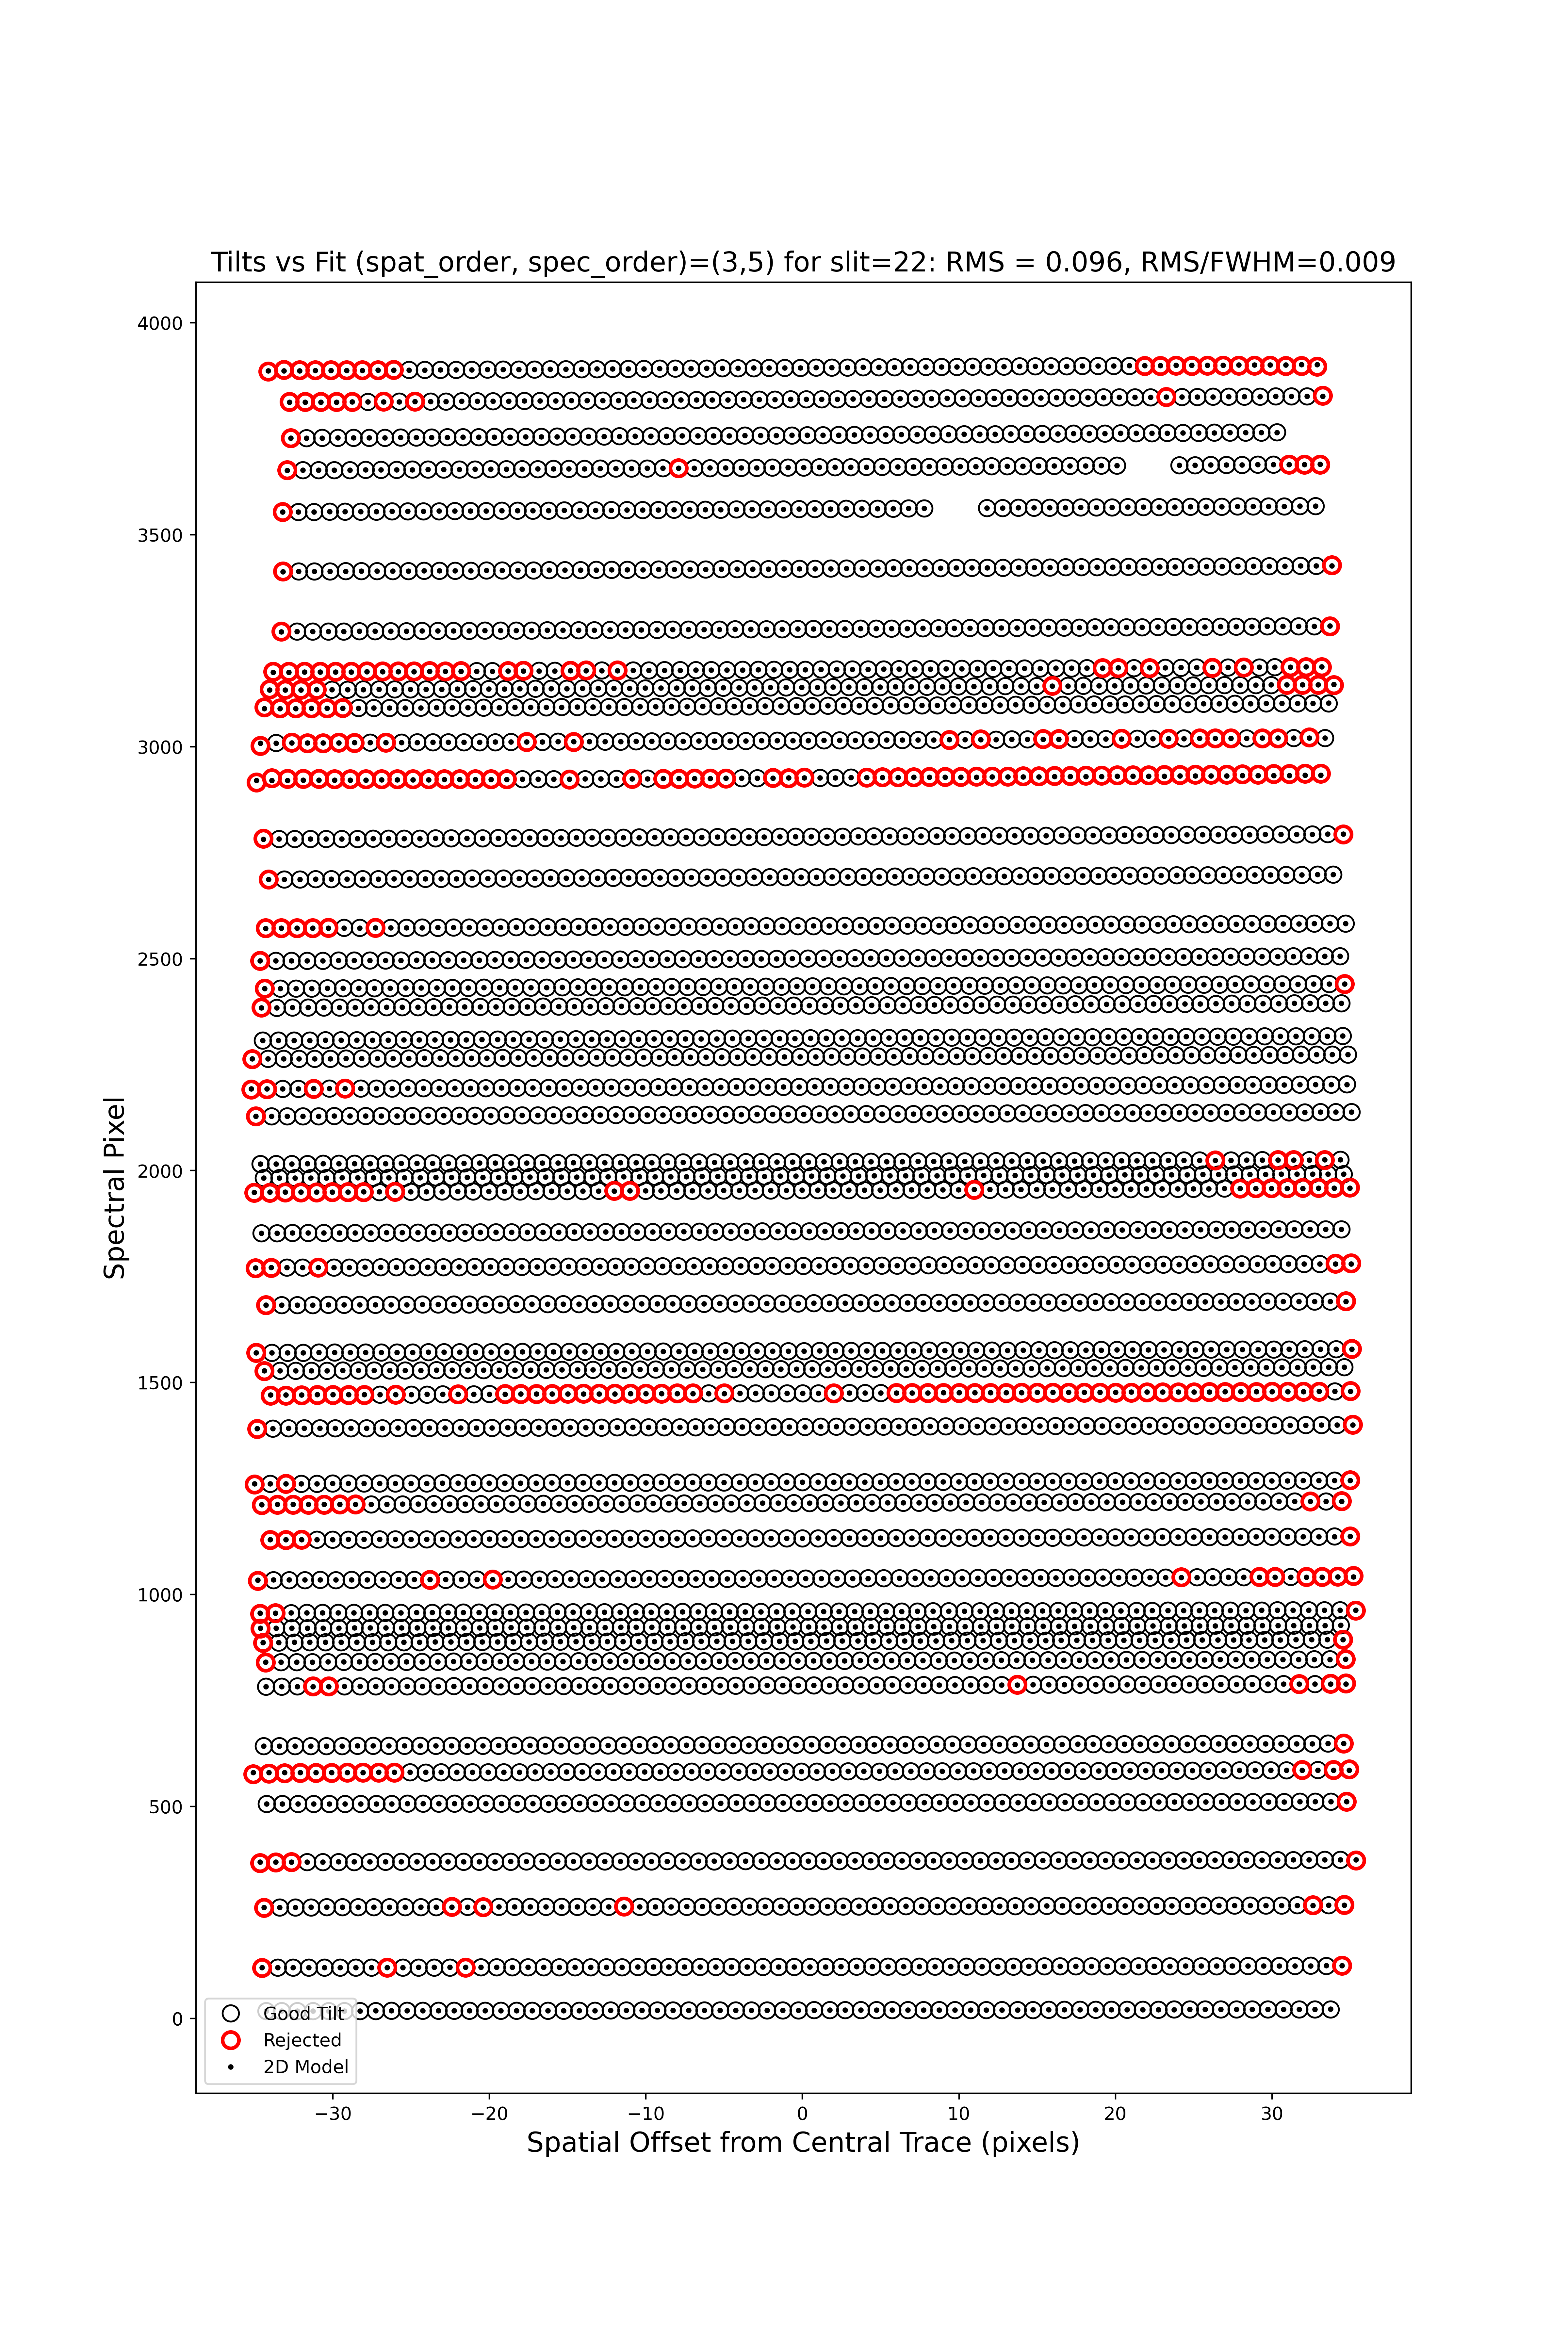 Tilts vs Fit (spat_order, spec_order)=(3,5) for slit=22: RMS = 0.096, RMS/FWHM=0.009
4000
3500
3000
2500
2000
1500
1000
500
0
Spectral Pixel
Good Tilt
Rejected
2D Model
−30
−20
−10
0
10
20
30
Spatial Offset from Central Trace (pixels)